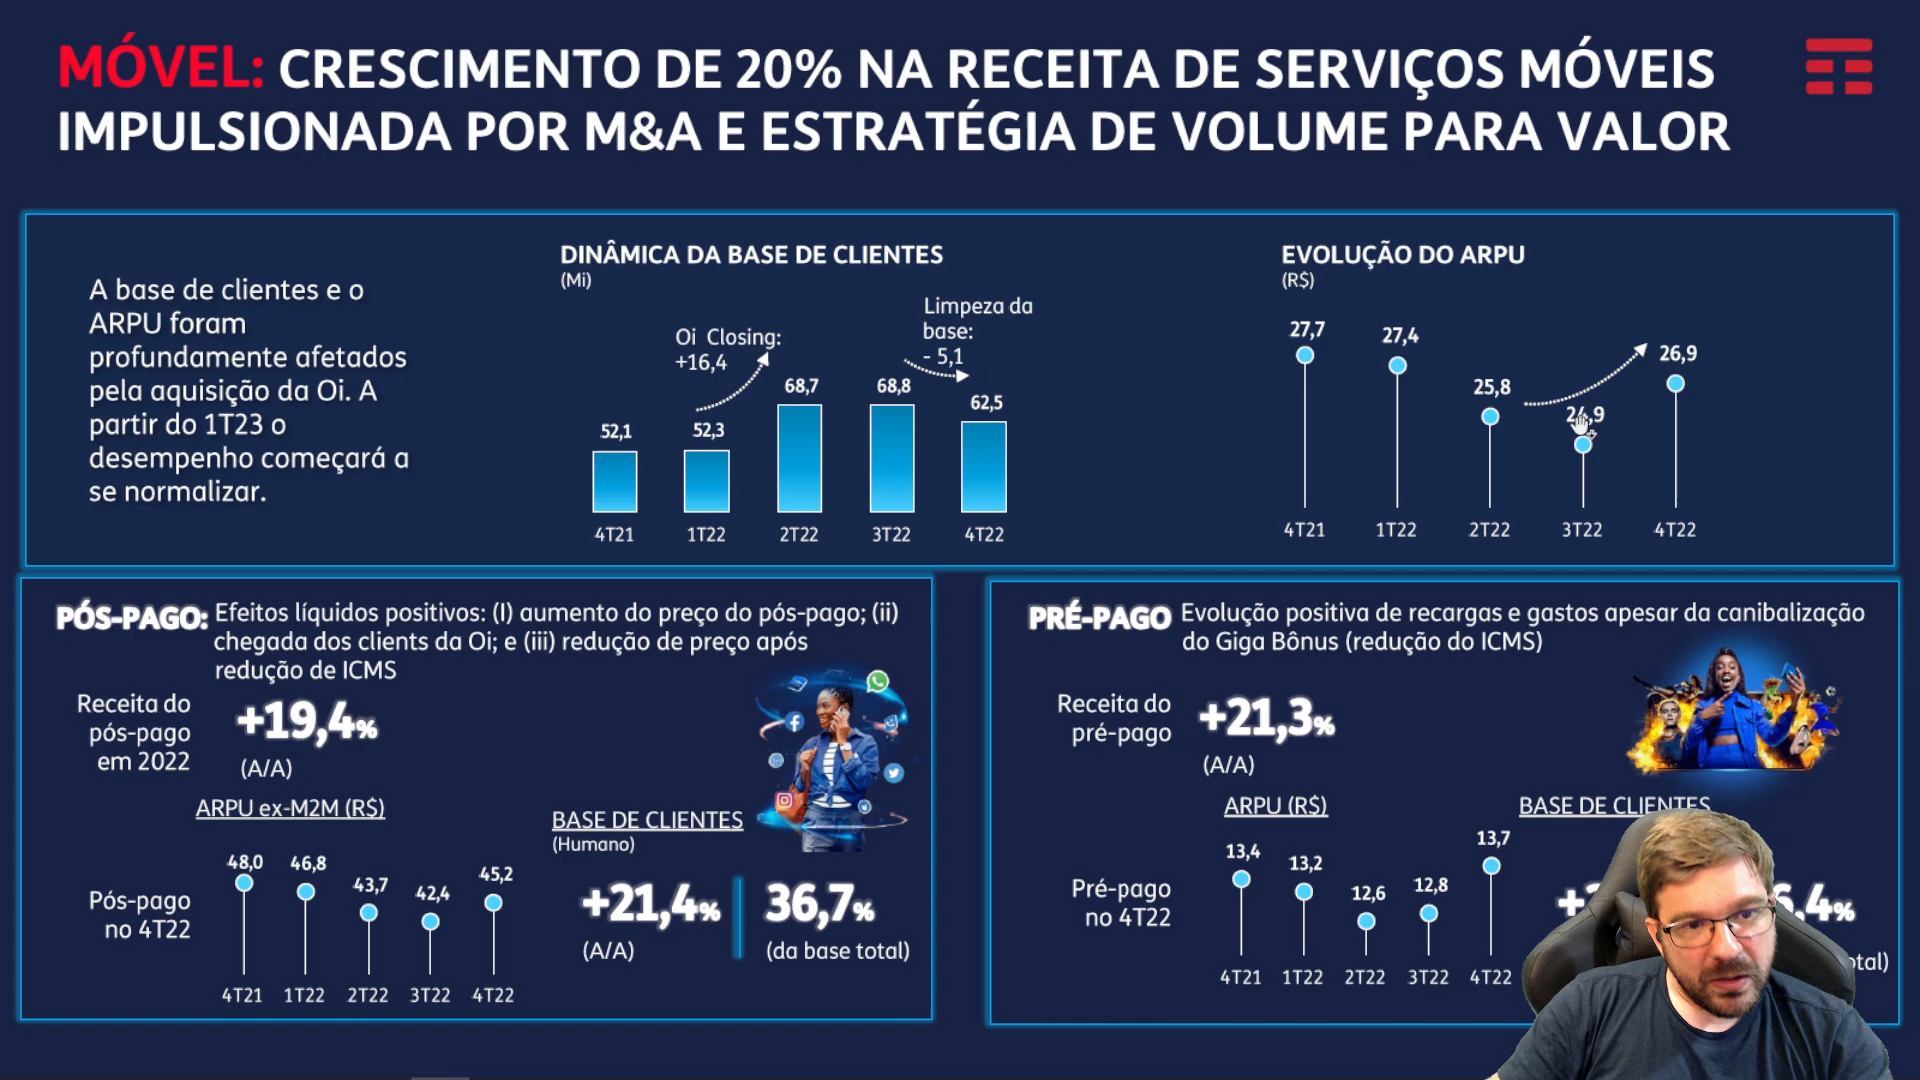 MÓVEL: CRESCIMENTO DE 20% NA RECEITA DE SERVIÇOS MÓVEIS
IMPULSIONADA POR M&A E ESTRATÉGIA DE VOLUME PARA VALOR
A base de clientes e o
ARPU foram
profundamente afetados
pela aquisição da Oi. A
partir do 1T23 o
desempenho começará a
se normalizar.
DINÂMICA DA BASE DE CLIENTES
(Mi)
Oi Closing:
+16,4
Limpeza da
base:
- 5,1
52,1 52,3 68,7 68,8 62,5
4T21 1T22 2T22 3T22 4T22
EVOLUÇÃO DO ARPU
(R$)
27,7 27,4 25,8 24,9 26,9
4T21 1T22 2T22 3T22 4T22
PÓS-PAGO: Efeitos líquidos positivos: (I) aumento do preço do pós-pago; (ii)
chegada dos clients da Oi; e (iii) redução de preço após
redução de ICMS
Receita do
pós-pago
em 2022
+19,4%
(A/A)
ARPU ex-M2M (R$)
Pós-pago
no 4T22
48,0 46,8 43,7 42,4 45,2
4T21 1T22 2T22 3T22 4T22
BASE DE CLIENTES
(Humano)
+21,4%
(A/A)
36,7%
(da base total)
PRÉ-PAGO Evolução positiva de recargas e gastos apesar da canibalização
do Giga Bônus (redução do ICMS)
Receita do
pré-pago
+21,3%
(A/A)
ARPU (R$)
Pré-pago
no 4T22
13,4 13,2 12,6 12,8 13,7
4T21 1T22 2T22 3T22 4T22
BASE DE CLIENTES